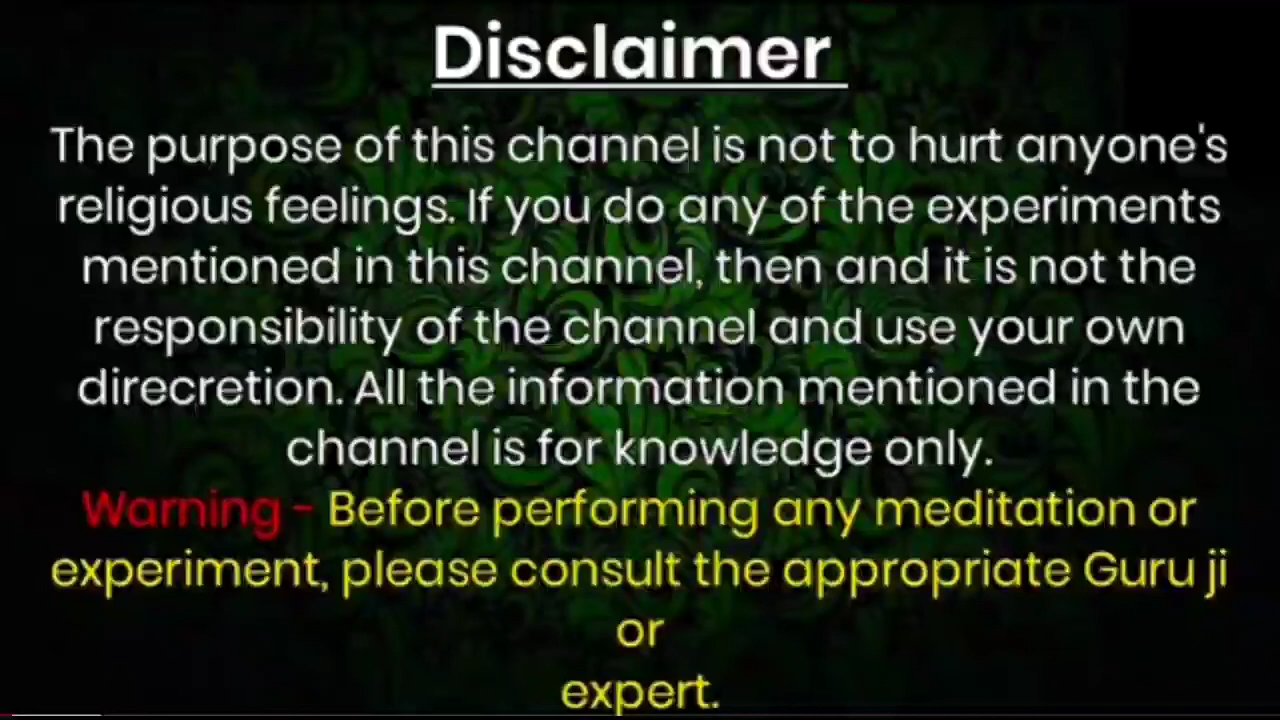 Disclaimer
The purpose of this channel is not to hurt anyone's
religious feelings. If you do any of the experiments
mentioned in this channel, then and it is not the
responsibility of the channel and use your own
direcretion. All the information mentioned in the
channel is for knowledge only.
Warning - Before performing any meditation or
experiment, please consult the appropriate Guru ji
or
expert.